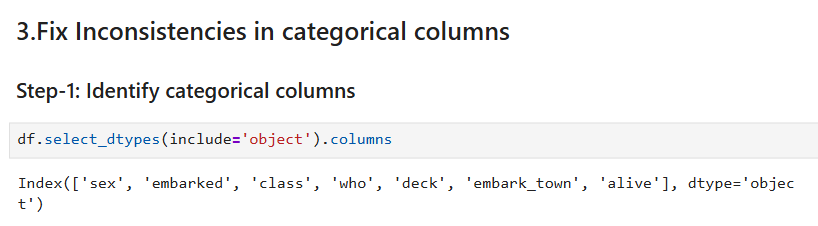 3.Fix Inconsistencies in categorical columns
Step-1: Identify categorical columns
df.select_dtypes(include='object').columns
Index(['sex', 'embarked', 'class', 'who', 'deck', 'embark_town', 'alive'], dtype='objec
t')